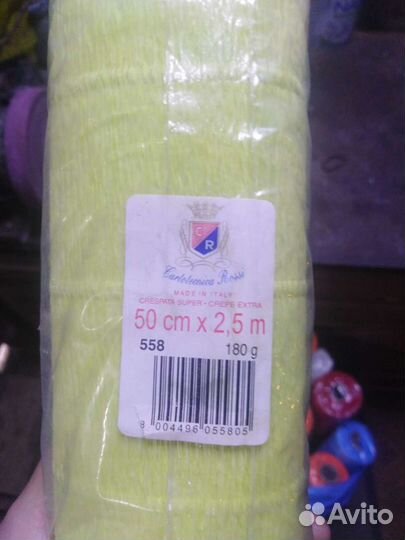 C
R
Cartotecnica Rossi
MADE IN ITALY
CRESPATA SUPER - CREPE EXTRA
50 cm x 2,5 m
558 180 g
8 004496 055805
Avito